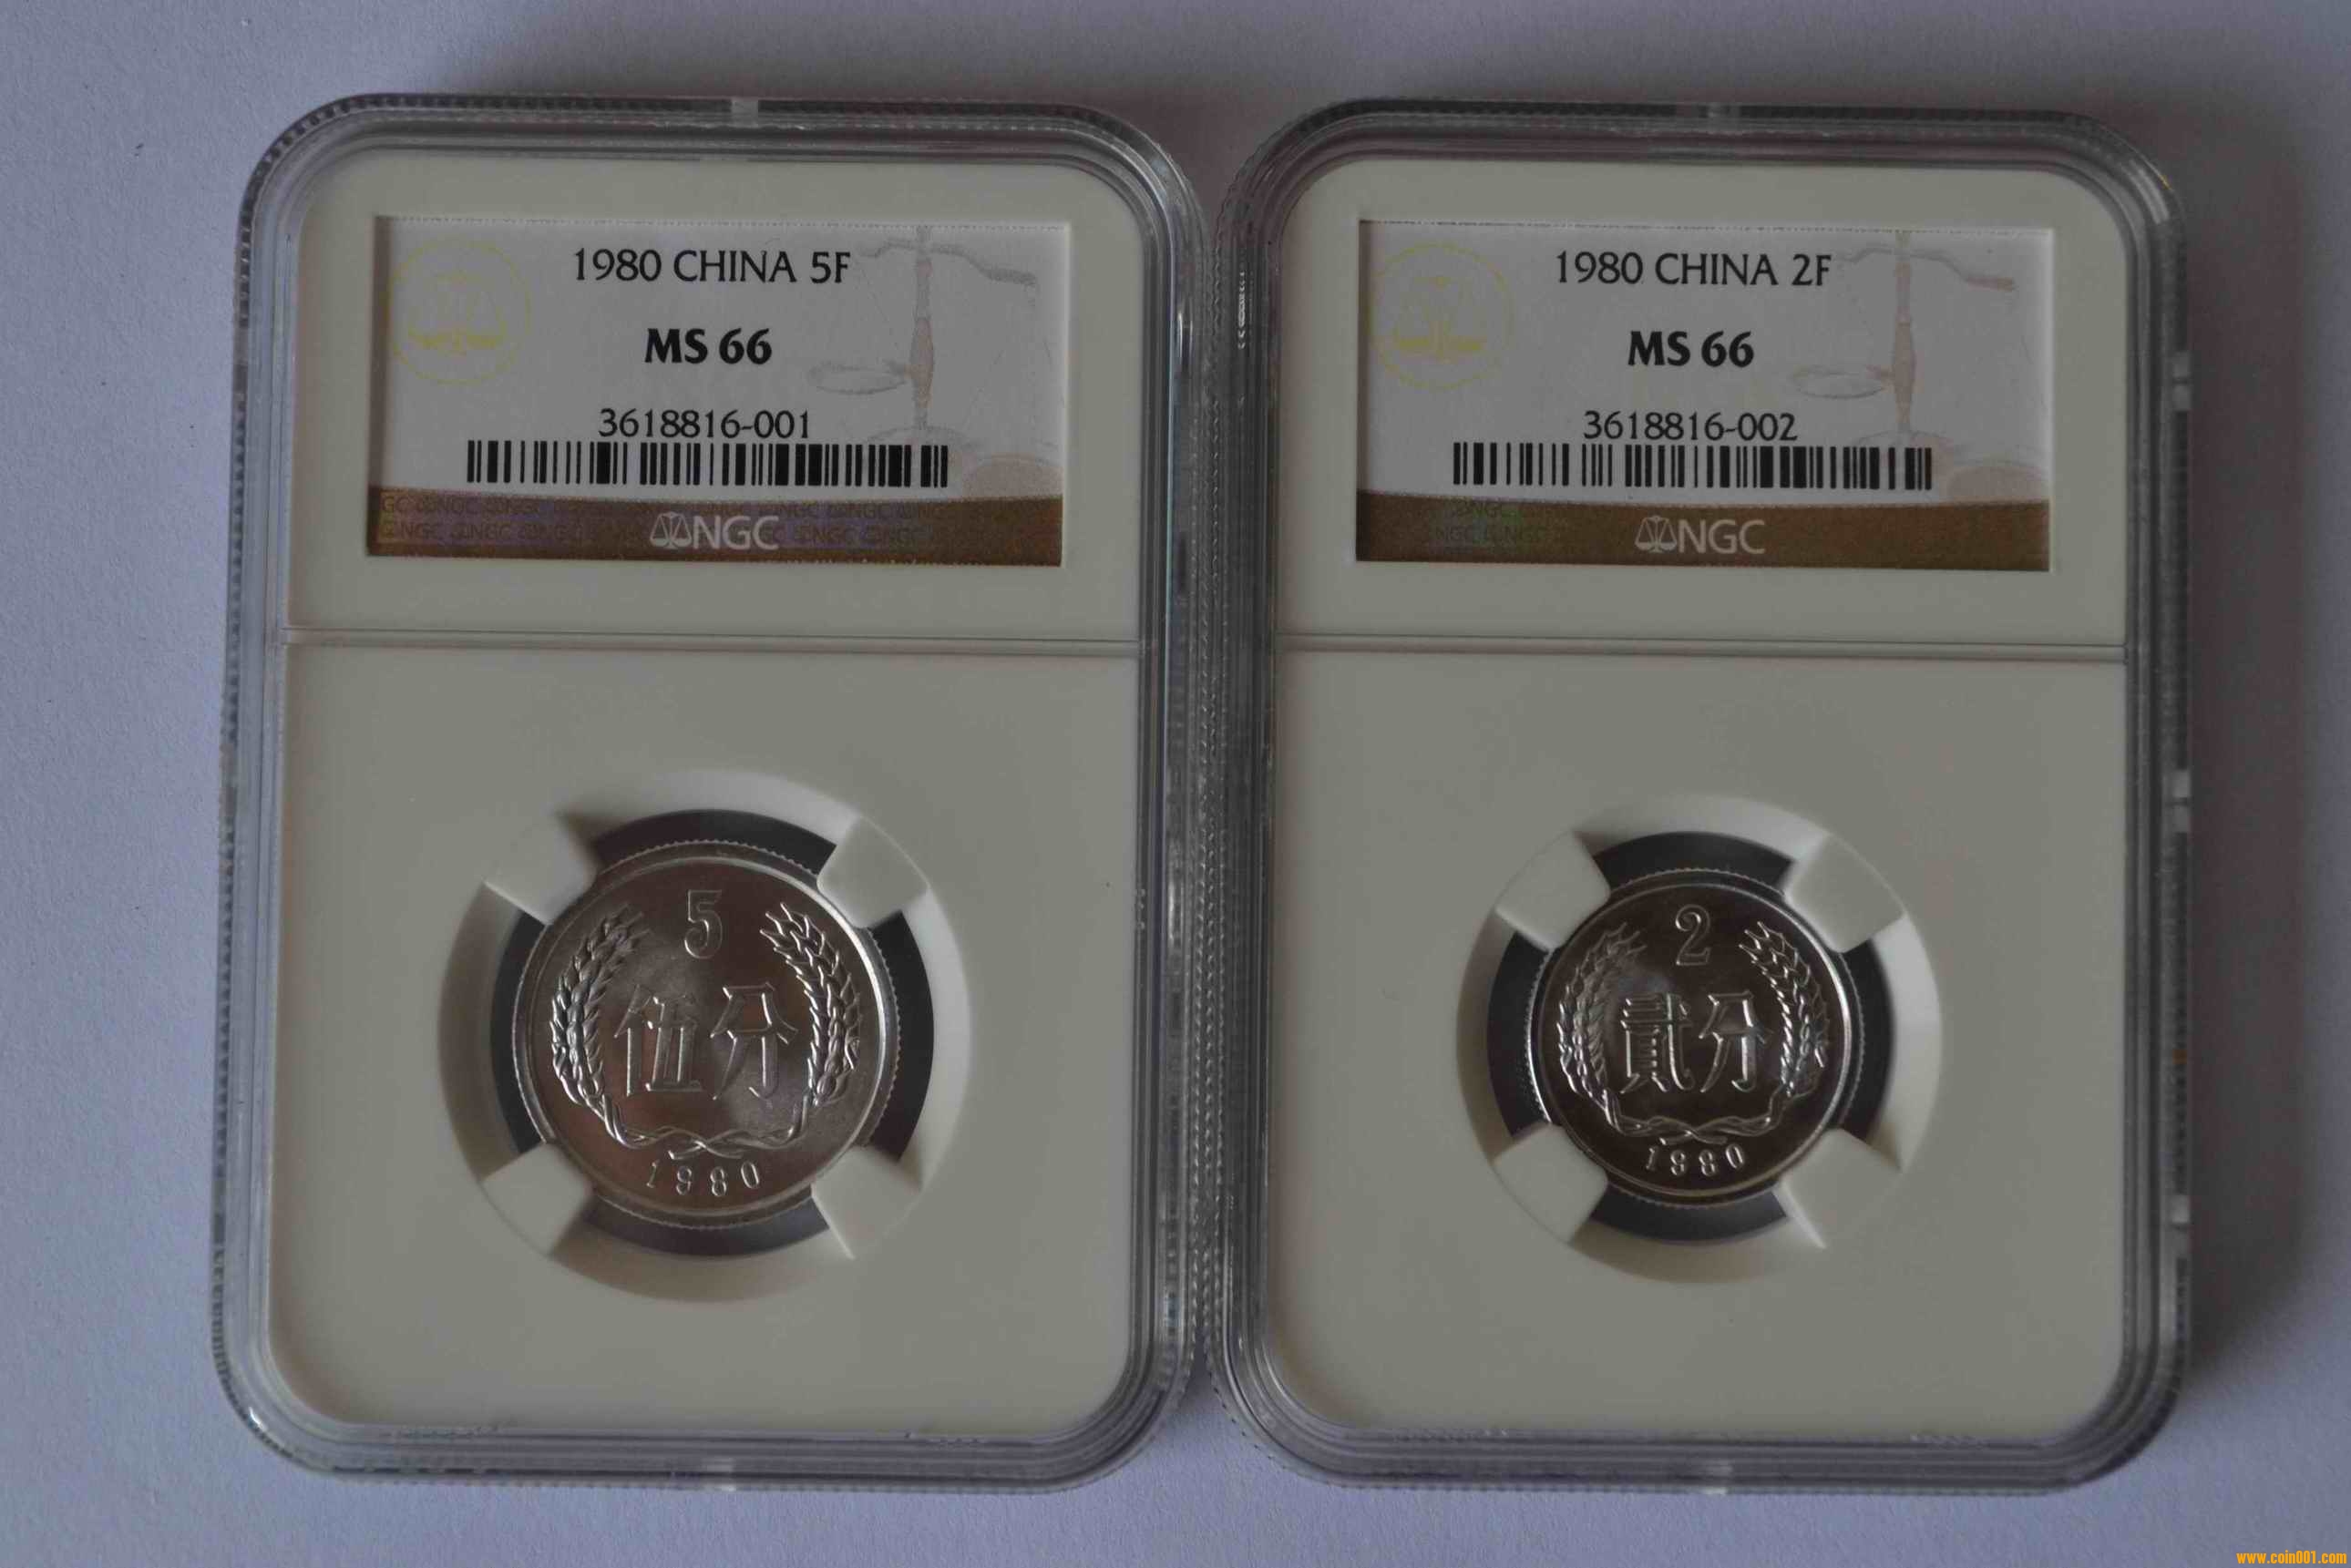 1980 CHINA 5F
MS 66
3618816-001
NGC
5
伍分
1980
1980 CHINA 2F
MS 66
3618816-002
NGC
2
貳分
1980
www.coin001.com